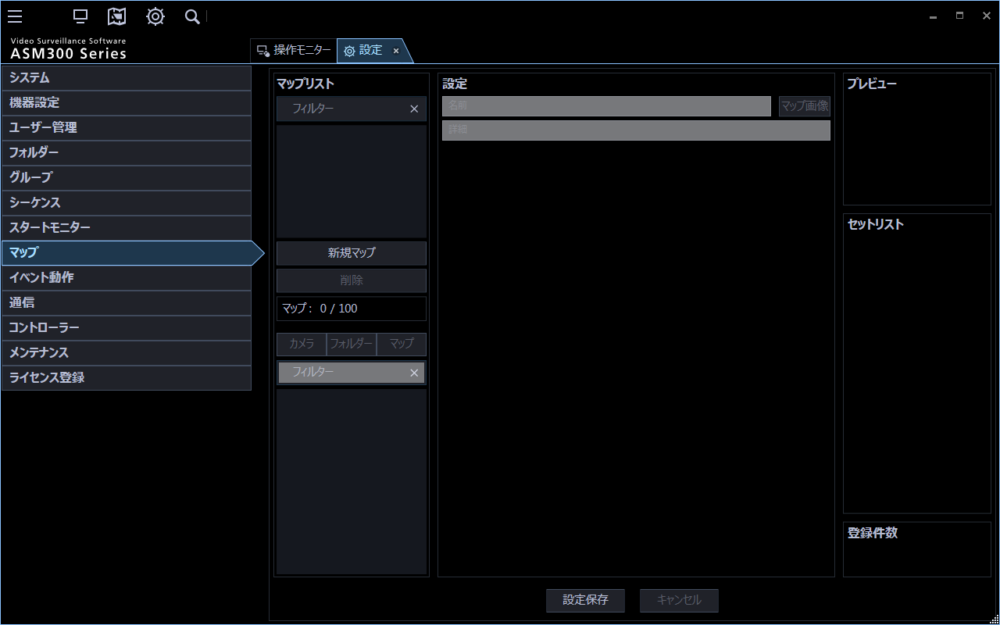 Video Surveillance Software
ASM300 Series
操作モニター
設定
システム
機器設定
ユーザー管理
フォルダー
グループ
シーケンス
スタートモニター
マップ
イベント動作
通信
コントローラー
メンテナンス
ライセンス登録
マップリスト
フィルター
新規マップ
削除
マップ： 0 / 100
カメラ
フォルダー
マップ
フィルター
設定
名前
マップ画像
詳細
プレビュー
セットリスト
登録件数
設定保存
キャンセル